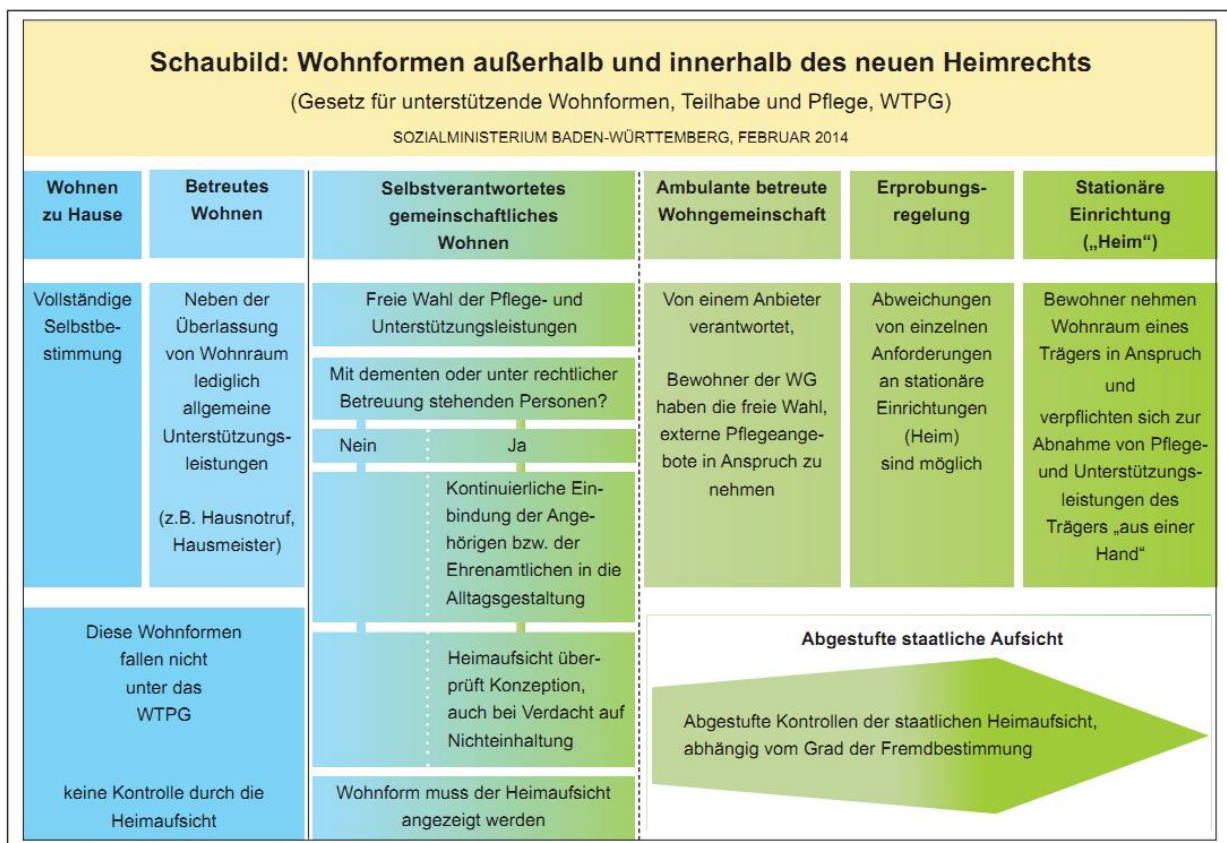 Schaubild: Wohnformen außerhalb und innerhalb des neuen Heimrechts
(Gesetz für unterstützende Wohnformen, Teilhabe und Pflege, WTPG)
SOZIALMINISTERIUM BADEN-WÜRTTEMBERG, FEBRUAR 2014
Wohnen
zu Hause
Betreutes
Wohnen
Selbstverantwortetes
gemeinschaftliches
Wohnen
Ambulante betreute
Wohngemeinschaft
Erprobungs-
regelung
Stationäre
Einrichtung
(„Heim“)
Vollständige
Selbstbe-
stimmung
Neben der
Überlassung
von Wohnraum
lediglich
allgemeine
Unterstützungs-
leistungen
(z.B. Hausnotruf,
Hausmeister)
Freie Wahl der Pflege- und
Unterstützungsleistungen
Mit dementen oder unter rechtlicher
Betreuung stehenden Personen?
Nein
Ja
Kontinuierliche Ein-
bindung der Ange-
hörigen bzw. der
Ehrenamtlichen in die
Alltagsgestaltung
Heimaufsicht über-
prüft Konzeption,
auch bei Verdacht auf
Nichteinhaltung
Wohnform muss der Heimaufsicht
angezeigt werden
Von einem Anbieter
verantwortet,
Bewohner der WG
haben die freie Wahl,
externe Pflegeange-
bote in Anspruch zu
nehmen
Abweichungen
von einzelnen
Anforderungen
an stationäre
Einrichtungen
(Heim)
sind möglich
Bewohner nehmen
Wohnraum eines
Trägers in Anspruch
und
verpflichten sich zur
Abnahme von Pflege-
und Unterstützungs-
leistungen des
Trägers „aus einer
Hand“
Diese Wohnformen
fallen nicht
unter das
WTPG
keine Kontrolle durch die
Heimaufsicht
Abgestufte staatliche Aufsicht
Abgestufte Kontrollen der staatlichen Heimaufsicht,
abhängig vom Grad der Fremdbestimmung